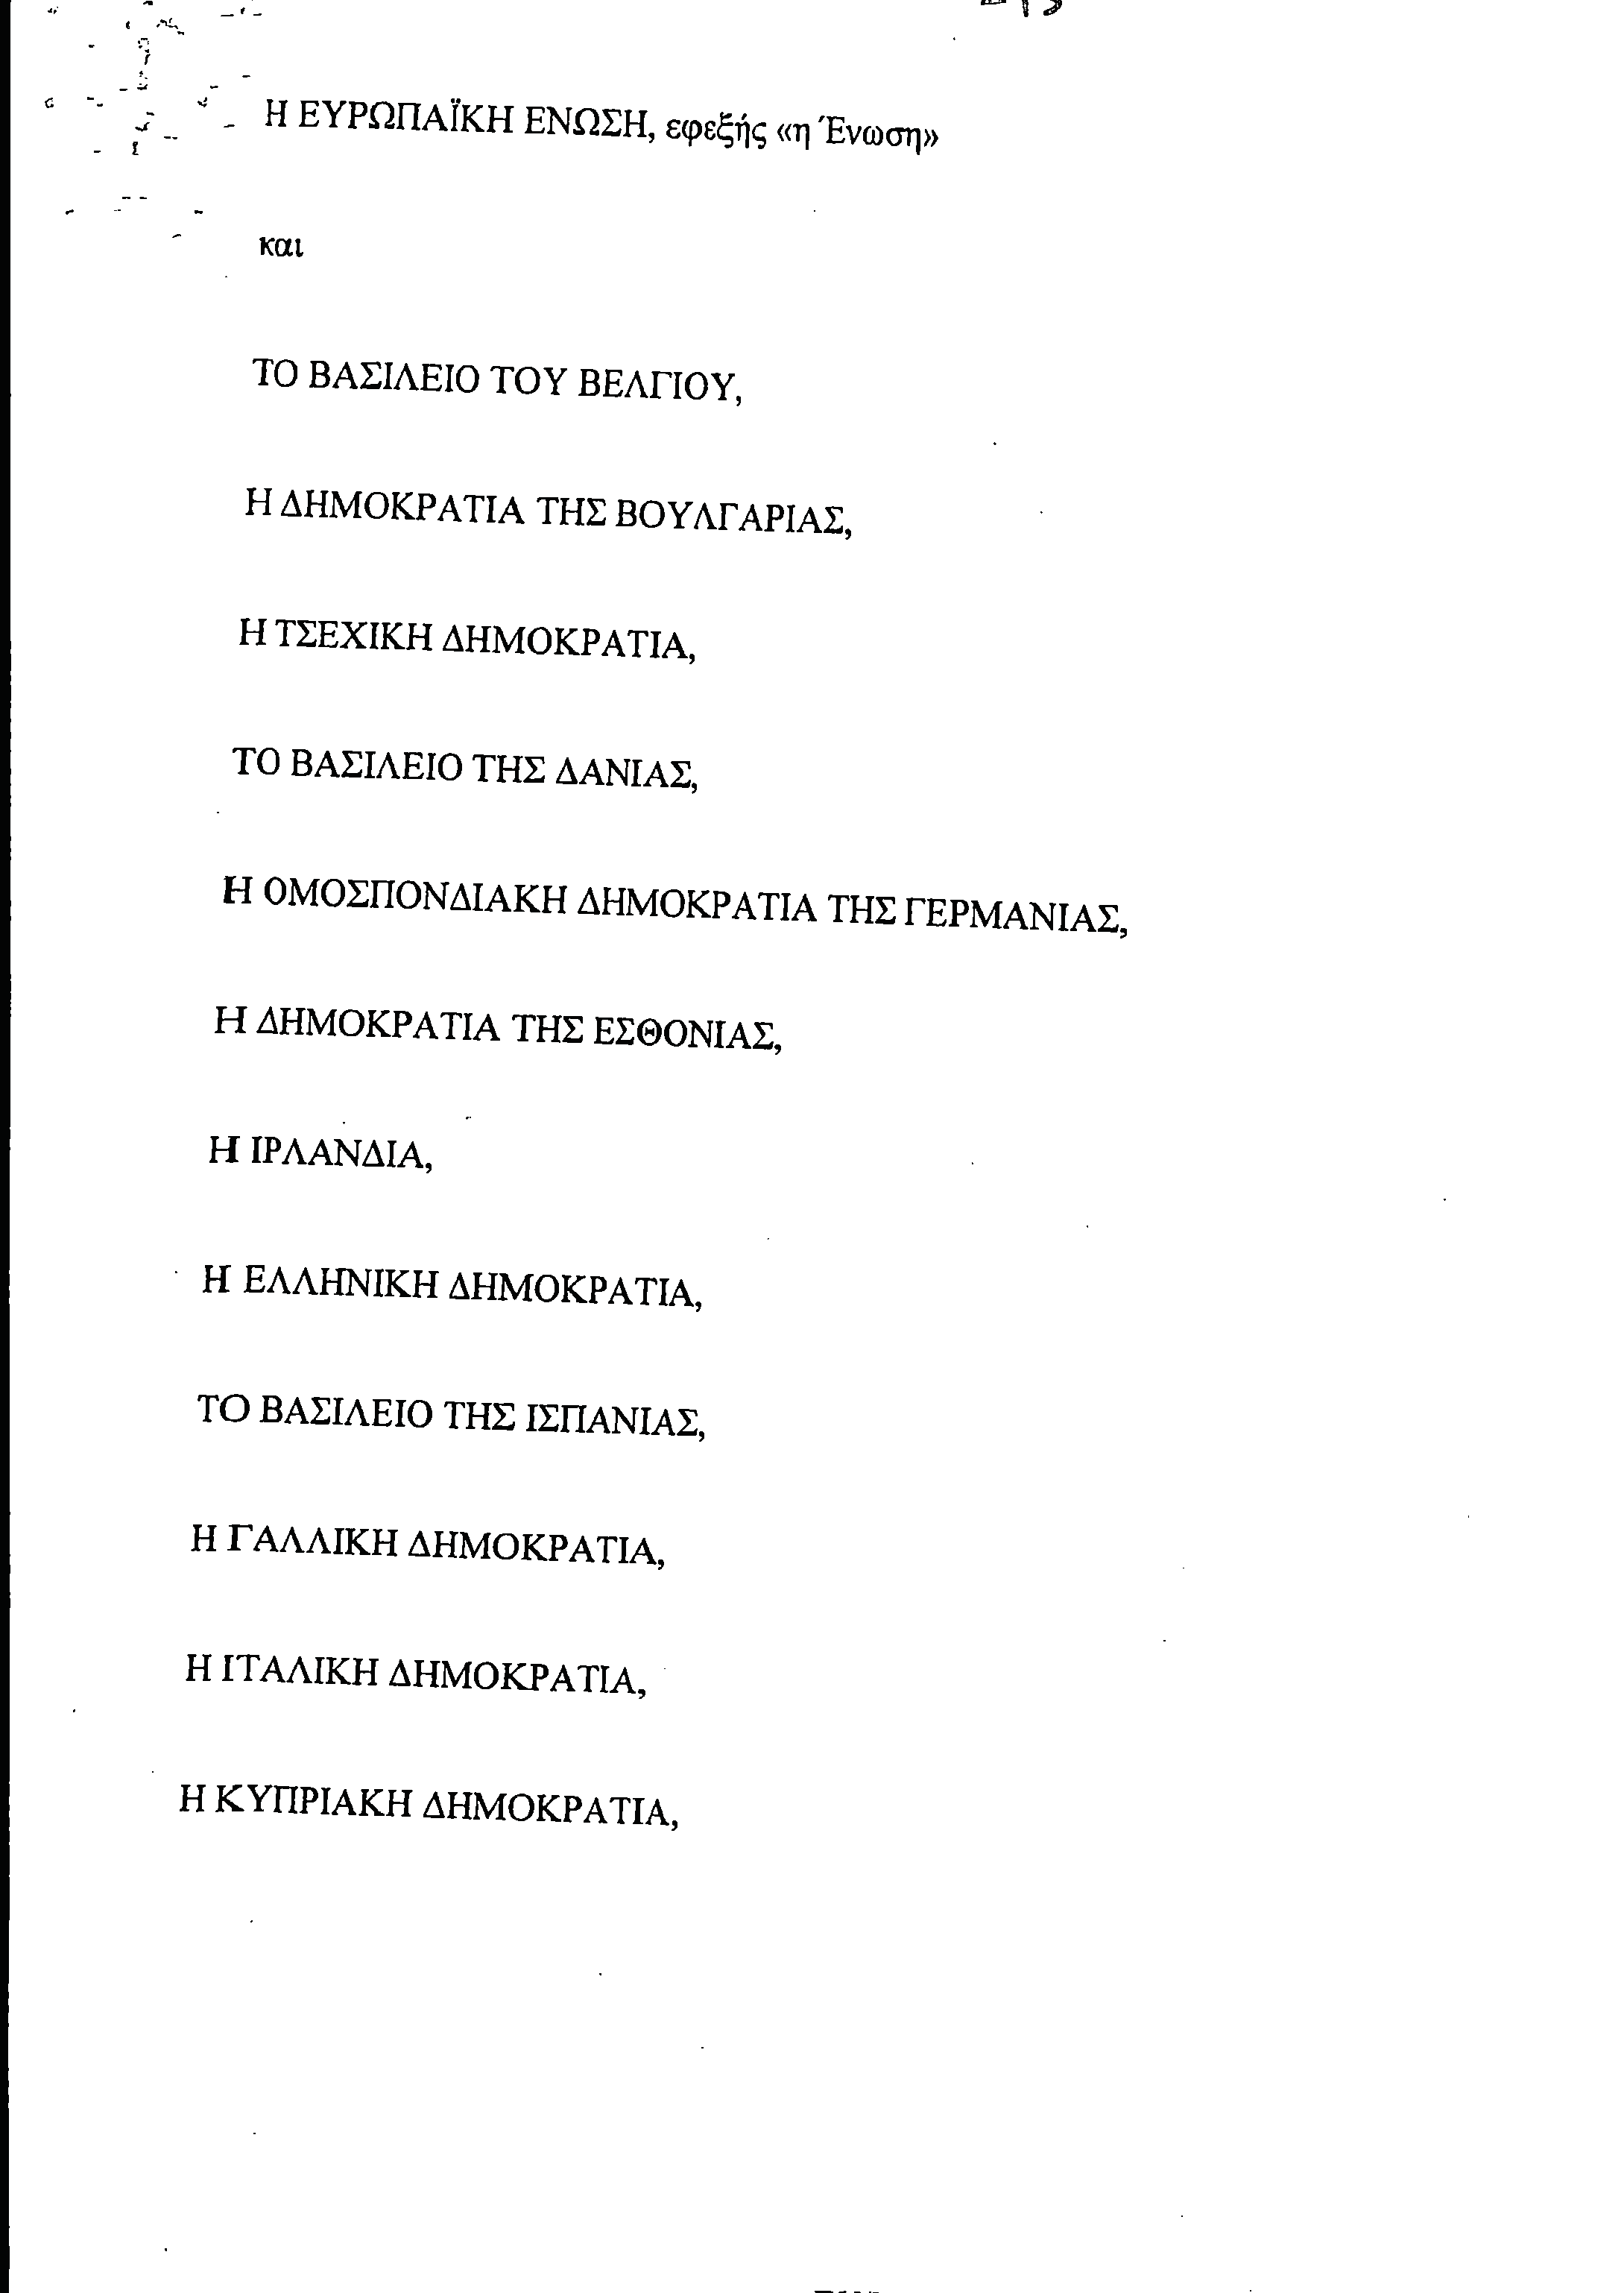 Η ΕΥΡΩΠΑΪΚΗ ΕΝΩΣΗ, εφεξής «η Ένωση»
και
ΤΟ ΒΑΣΙΛΕΙΟ ΤΟΥ ΒΕΛΓΙΟΥ,
Η ΔΗΜΟΚΡΑΤΙΑ ΤΗΣ ΒΟΥΛΓΑΡΙΑΣ,
Η ΤΣΕΧΙΚΗ ΔΗΜΟΚΡΑΤΙΑ,
ΤΟ ΒΑΣΙΛΕΙΟ ΤΗΣ ΔΑΝΙΑΣ,
Η ΟΜΟΣΠΟΝΔΙΑΚΗ ΔΗΜΟΚΡΑΤΙΑ ΤΗΣ ΓΕΡΜΑΝΙΑΣ,
Η ΔΗΜΟΚΡΑΤΙΑ ΤΗΣ ΕΣΘΟΝΙΑΣ,
Η ΙΡΛΑΝΔΙΑ,
Η ΕΛΛΗΝΙΚΗ ΔΗΜΟΚΡΑΤΙΑ,
ΤΟ ΒΑΣΙΛΕΙΟ ΤΗΣ ΙΣΠΑΝΙΑΣ,
Η ΓΑΛΛΙΚΗ ΔΗΜΟΚΡΑΤΙΑ,
Η ΙΤΑΛΙΚΗ ΔΗΜΟΚΡΑΤΙΑ,
Η ΚΥΠΡΙΑΚΗ ΔΗΜΟΚΡΑΤΙΑ,